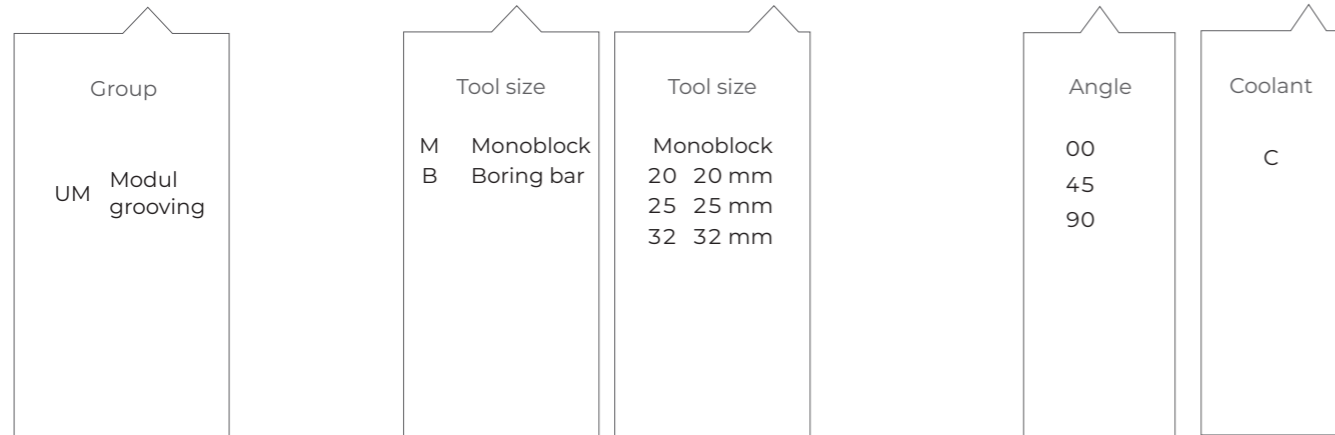 Group
UM Modul
grooving
Tool size
M Monoblock
B Boring bar
Tool size
Monoblock
20 20 mm
25 25 mm
32 32 mm
Angle
00
45
90
Coolant
C